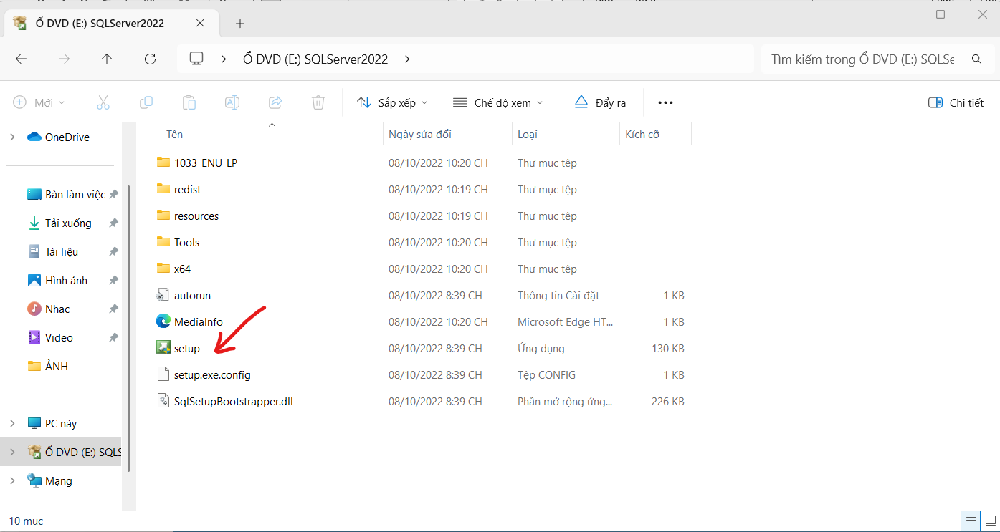 Ổ DVD (E:) SQLServer2022
Ổ DVD (E:) SQLServer2022
Tìm kiếm trong Ổ DVD (E:) SQLSe
Mới
Sắp xếp
Chế độ xem
Đẩy ra
Chi tiết
OneDrive
Bàn làm việc
Tải xuống
Tài liệu
Hình ảnh
Nhạc
Video
ẢNH
PC này
Ổ DVD (E:) SQLS
Mạng
Tên Ngày sửa đổi Loại Kích cỡ
1033_ENU_LP 08/10/2022 10:20 CH Thư mục tệp
redist 08/10/2022 10:19 CH Thư mục tệp
resources 08/10/2022 10:19 CH Thư mục tệp
Tools 08/10/2022 10:20 CH Thư mục tệp
x64 08/10/2022 10:20 CH Thư mục tệp
autorun 08/10/2022 8:39 CH Thông tin Cài đặt 1 KB
MediaInfo 08/10/2022 10:20 CH Microsoft Edge HT... 1 KB
setup 08/10/2022 8:39 CH Ứng dụng 130 KB
setup.exe.config 08/10/2022 8:39 CH Tệp CONFIG 1 KB
SqlSetupBootstrapper.dll 08/10/2022 8:39 CH Phần mở rộng ứng... 226 KB
10 mục